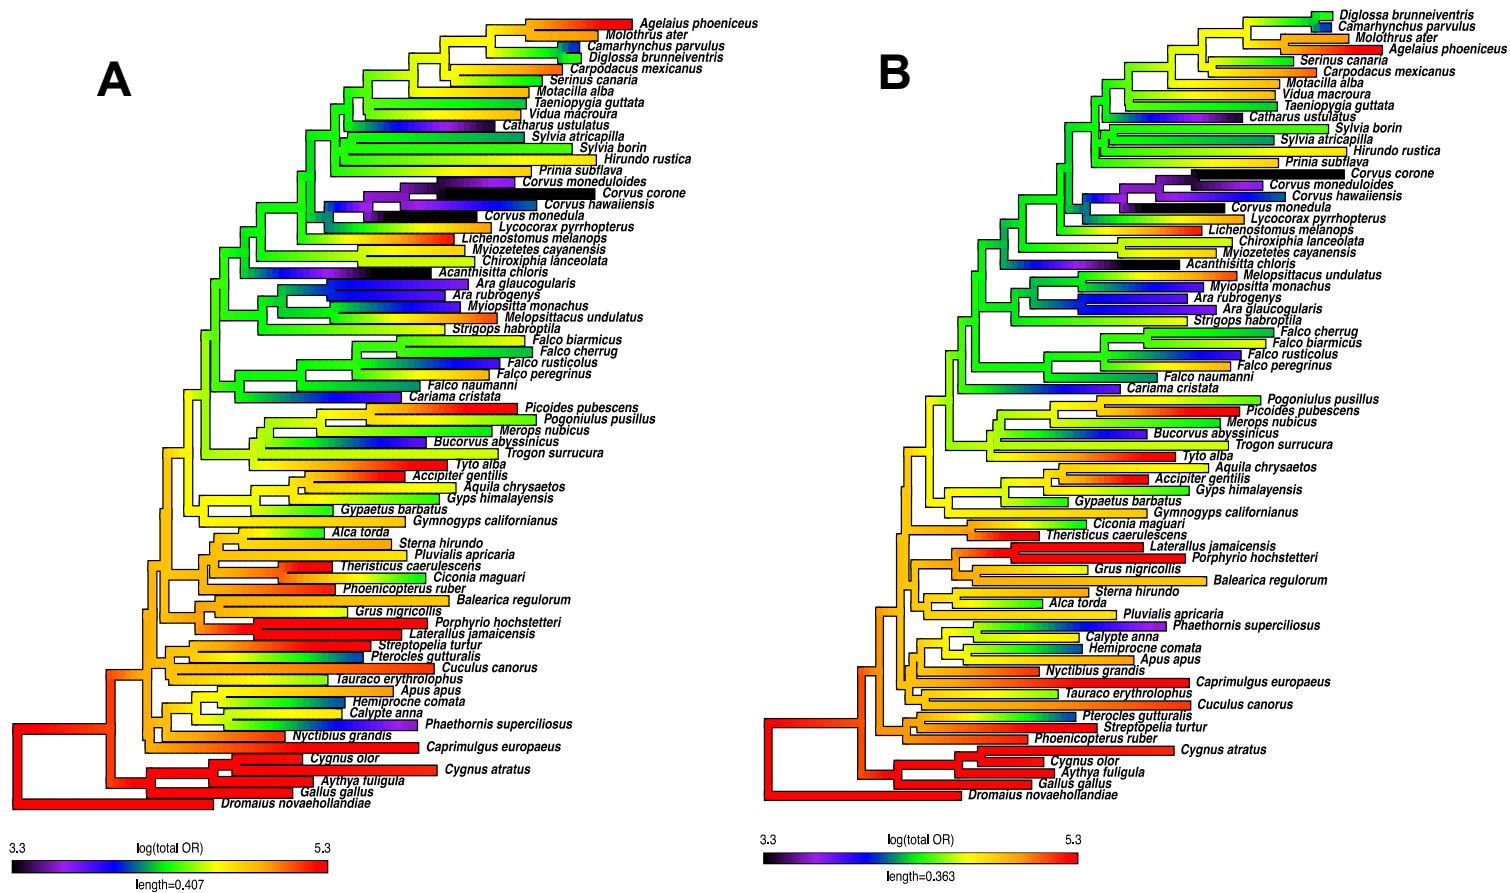 A
Agelaius phoeniceus
Molothrus ater
Camarhynchus parvulus
Diglossa brunneiventris
Carpodacus mexicanus
Serinus canaria
Motacilla alba
Taeniopygia guttata
Vidua macroura
Catharus ustulatus
Sylvia atricapilla
Sylvia borin
Hirundo rustica
Prinia subflava
Corvus moneduloides
Corvus corone
Corvus hawaiiensis
Corvus monedula
Lycocorax pyrrhopterus
Lichenostomus melanops
Myiozetetes cayanensis
Chiroxiphia lanceolata
Acanthisitta chloris
Ara glaucogularis
Ara rubrogenys
Myiopsitta monachus
Melopsittacus undulatus
Strigops habroptila
Falco biarmicus
Falco cherrug
Falco rusticolus
Falco peregrinus
Falco naumanni
Cariama cristata
Picoides pubescens
Pogoniulus pusillus
Merops nubicus
Bucorvus abyssinicus
Trogon surrucura
Tyto alba
Accipiter gentilis
Aquila chrysaetos
Gyps himalayensis
Gypaetus barbatus
Gymnogyps californianus
Alca torda
Sterna hirundo
Pluvialis apricaria
Theristicus caerulescens
Ciconia maguari
Phoenicopterus ruber
Balearica regulorum
Grus nigricollis
Porphyrio hochstetteri
Laterallus jamaicensis
Streptopelia turtur
Pterocles gutturalis
Cuculus canorus
Tauraco erythrolophus
Apus apus
Hemiprocne comata
Calypte anna
Phaethornis superciliosus
Nyctibius grandis
Caprimulgus europaeus
Cygnus olor
Cygnus atratus
Aythya fuligula
Gallus gallus
Dromaius novaehollandiae
3.3 log(total OR) 5.3
length=0.407
B
Diglossa brunneiventris
Camarhynchus parvulus
Molothrus ater
Agelaius phoeniceus
Serinus canaria
Carpodacus mexicanus
Motacilla alba
Vidua macroura
Taeniopygia guttata
Catharus ustulatus
Sylvia borin
Sylvia atricapilla
Hirundo rustica
Prinia subflava
Corvus corone
Corvus moneduloides
Corvus hawaiiensis
Corvus monedula
Lycocorax pyrrhopterus
Lichenostomus melanops
Chiroxiphia lanceolata
Myiozetetes cayanensis
Acanthisitta chloris
Melopsittacus undulatus
Myiopsitta monachus
Ara rubrogenys
Ara glaucogularis
Strigops habroptila
Falco cherrug
Falco biarmicus
Falco rusticolus
Falco peregrinus
Falco naumanni
Cariama cristata
Pogoniulus pusillus
Picoides pubescens
Merops nubicus
Bucorvus abyssinicus
Trogon surrucura
Tyto alba
Aquila chrysaetos
Accipiter gentilis
Gyps himalayensis
Gypaetus barbatus
Gymnogyps californianus
Ciconia maguari
Theristicus caerulescens
Laterallus jamaicensis
Porphyrio hochstetteri
Grus nigricollis
Balearica regulorum
Sterna hirundo
Alca torda
Pluvialis apricaria
Phaethornis superciliosus
Calypte anna
Hemiprocne comata
Apus apus
Nyctibius grandis
Caprimulgus europaeus
Tauraco erythrolophus
Cuculus canorus
Pterocles gutturalis
Streptopelia turtur
Phoenicopterus ruber
Cygnus atratus
Cygnus olor
Aythya fuligula
Gallus gallus
Dromaius novaehollandiae
3.3 log(total OR) 5.3
length=0.363